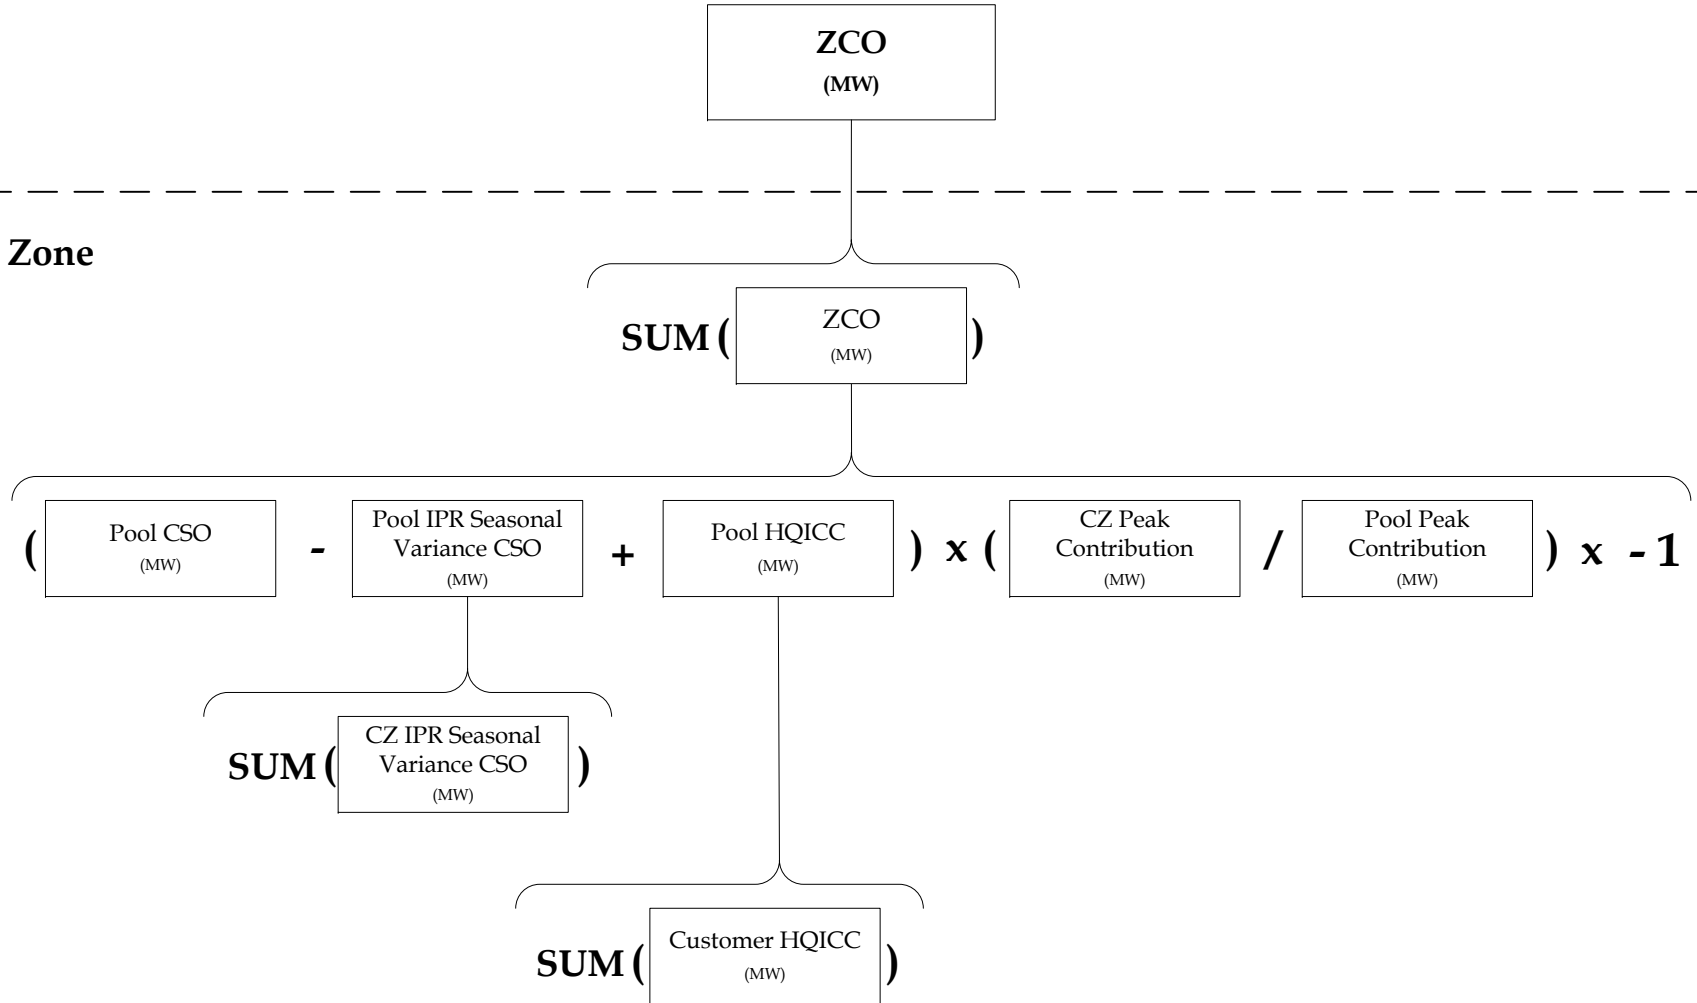 ZCO
(MW)
Zone
SUM ( ZCO )
(MW)
( Pool CSO - Pool IPR Seasonal + Pool HQICC ) x ( CZ Peak / Pool Peak ) x - 1
(MW) Variance CSO (MW) Contribution Contribution
(MW) (MW) (MW)
SUM ( CZ IPR Seasonal )
Variance CSO
(MW)
SUM ( Customer HQICC )
(MW)